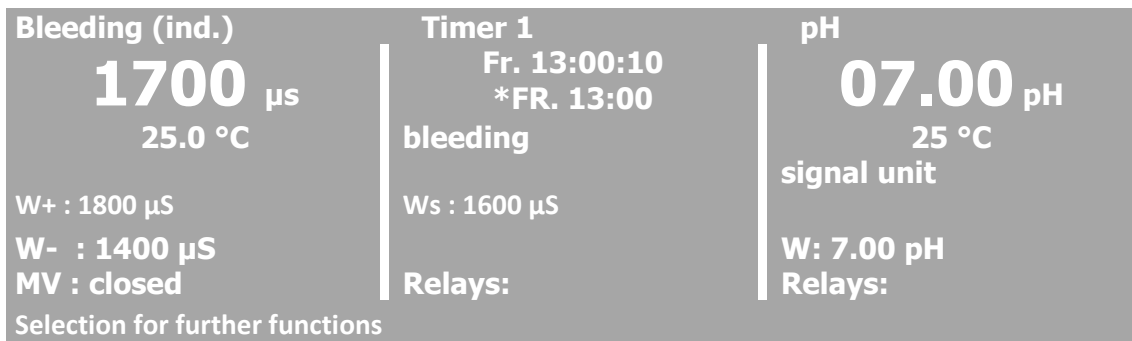 Bleeding (ind.)
1700 µs
25.0 °C
W+ : 1800 µS
W- : 1400 µS
MV : closed
Timer 1
Fr. 13:00:10
*FR. 13:00
bleeding
Ws : 1600 µS
Relays:
pH
07.00 pH
25 °C
signal unit
W: 7.00 pH
Relays:
Selection for further functions